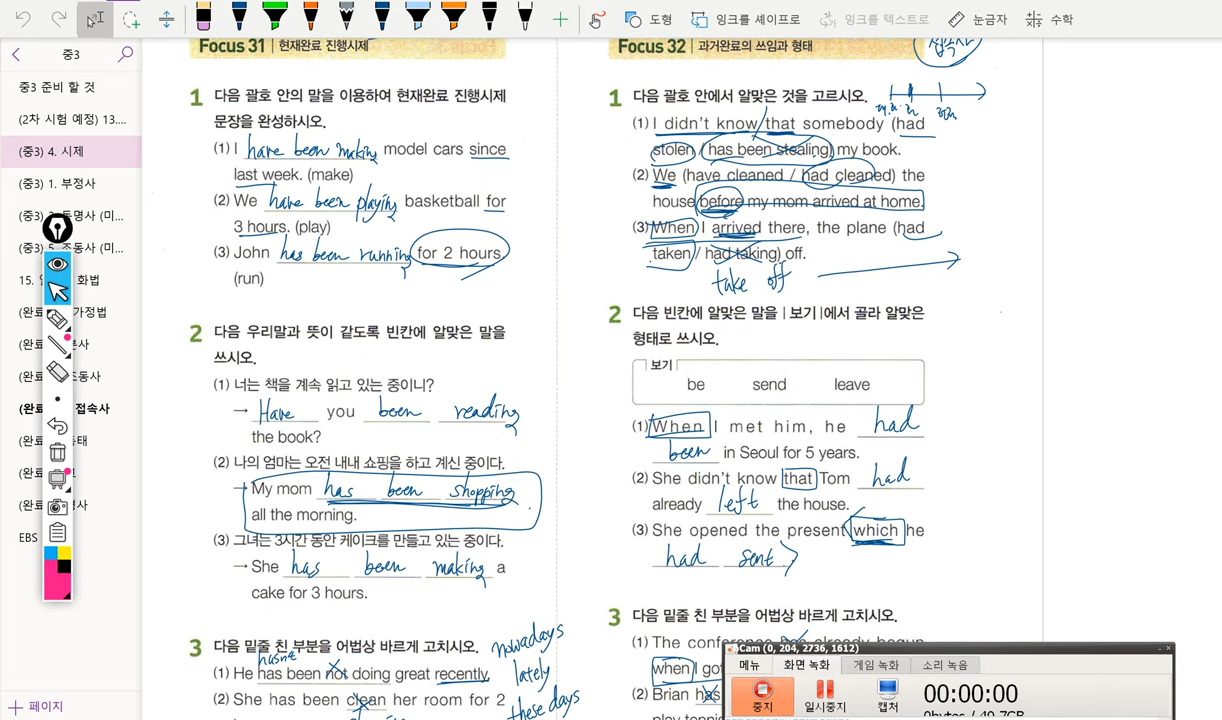 도형
잉크를 셰이프로
잉크를 텍스트로
눈금자
수학
중3
중3 준비 할 것
(2차 시험 예정) 13....
(중3) 4. 시제
(중3) 1. 부정사
EBS
페이지
Focus 31 | 현재완료 진행시제
1 다음 괄호 안의 말을 이용하여 현재완료 진행시제
문장을 완성하시오.
(1) I have been making model cars since
last week. (make)
(2) We have been playing basketball for
3 hours. (play)
(3) John has been running for 2 hours.
(run)
2 다음 우리말과 뜻이 같도록 빈칸에 알맞은 말을
쓰시오.
(1) 너는 책을 계속 읽고 있는 중이니?
→ Have you been reading
the book?
(2) 나의 엄마는 오전 내내 쇼핑을 하고 계신 중이다.
→ My mom has been shopping
all the morning.
(3) 그녀는 3시간 동안 케이크를 만들고 있는 중이다.
→ She has been making a
cake for 3 hours.
3 다음 밑줄 친 부분을 어법상 바르게 고치시오.
nowadays
lately
these days
hasn't
(1) He has been not doing great recently.
(2) She has been clean her room for 2
Focus 32 | 과거완료의 쓰임과 형태
접속사
1 다음 괄호 안에서 알맞은 것을 고르시오.
(1) I didn't know that somebody (had
stolen / has been stealing) my book.
(2) We (have cleaned / had cleaned) the
house before my mom arrived at home.
(3) When I arrived there, the plane (had
taken / had taking) off.
take off
2 다음 빈칸에 알맞은 말을 | 보기 |에서 골라 알맞은
형태로 쓰시오.
보기
be send leave
(1) When I met him, he had
been in Seoul for 5 years.
(2) She didn't know that Tom had
already left the house.
(3) She opened the present which he
had sent.
3 다음 밑줄 친 부분을 어법상 바르게 고치시오.
(1) The conference has already begun
when I got
(2) Brian has
play tennis
oCam (0, 204, 2736, 1612)
메뉴 화면 녹화 게임 녹화 소리 녹음
중지 일시중지 캡처
00:00:00
0bytes / 49.7GB